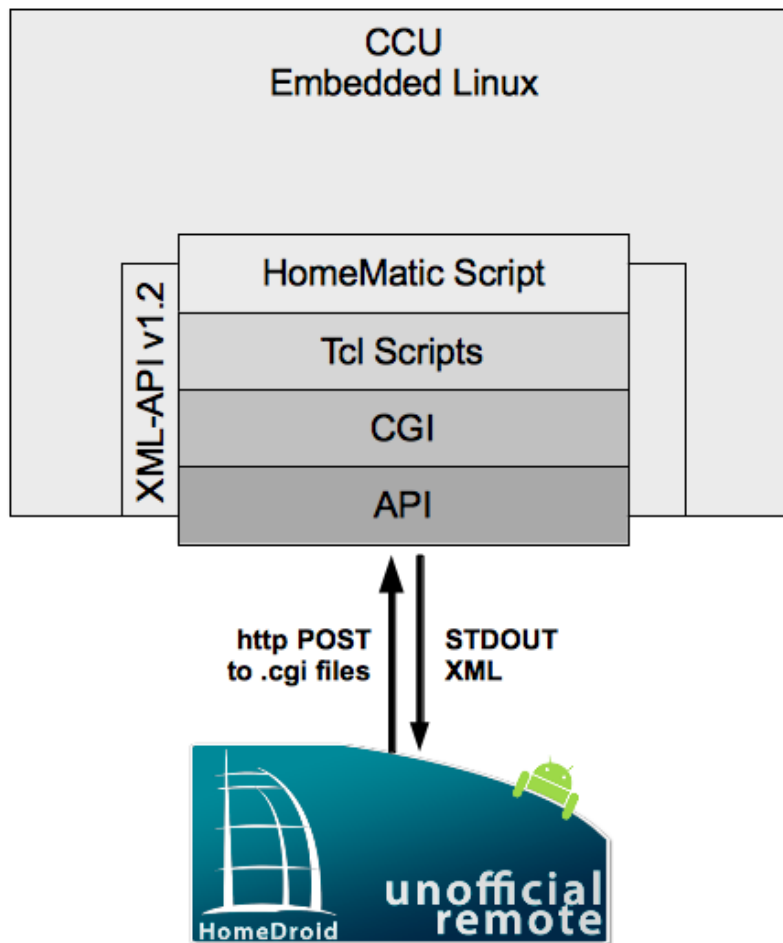 CCU
Embedded Linux
XML-API v1.2
HomeMatic Script
Tcl Scripts
CGI
API
http POST
to .cgi files
STDOUT
XML
HomeDroid
unofficial
remote